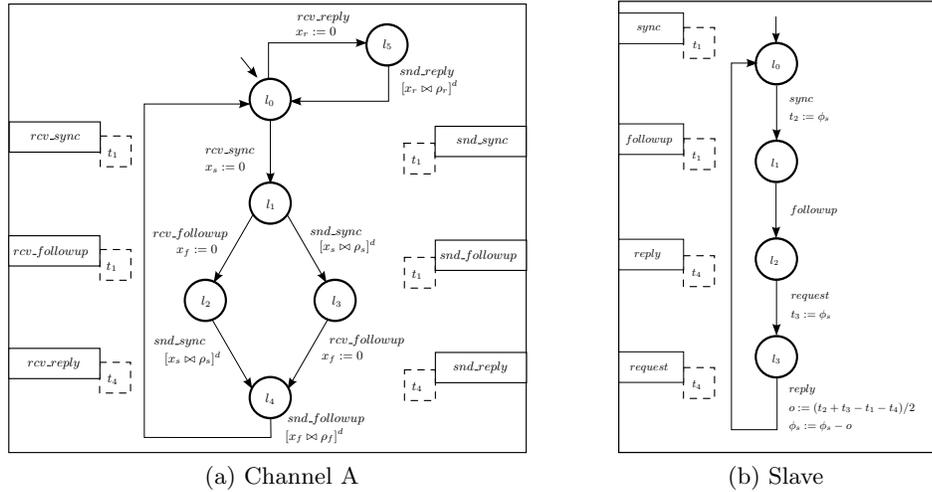 rcv_reply
x_r := 0
l_5
snd_reply
[x_r ⋈ ρ_r]^d
l_0
rcv_sync
t_1
rcv_sync
x_s := 0
snd_sync
t_1
l_1
rcv_followup
x_f := 0
snd_sync
[x_s ⋈ ρ_s]^d
rcv_followup
t_1
snd_followup
t_1
l_2
l_3
snd_sync
[x_s ⋈ ρ_s]^d
rcv_followup
x_f := 0
rcv_reply
t_4
snd_reply
t_4
l_4
snd_followup
[x_f ⋈ ρ_f]^d
(a) Channel A
sync
t_1
l_0
sync
t_2 := ϕ_s
followup
t_1
l_1
followup
reply
t_4
l_2
request
t_3 := ϕ_s
request
t_4
l_3
reply
o := (t_2 + t_3 − t_1 − t_4)/2
ϕ_s := ϕ_s − o
(b) Slave